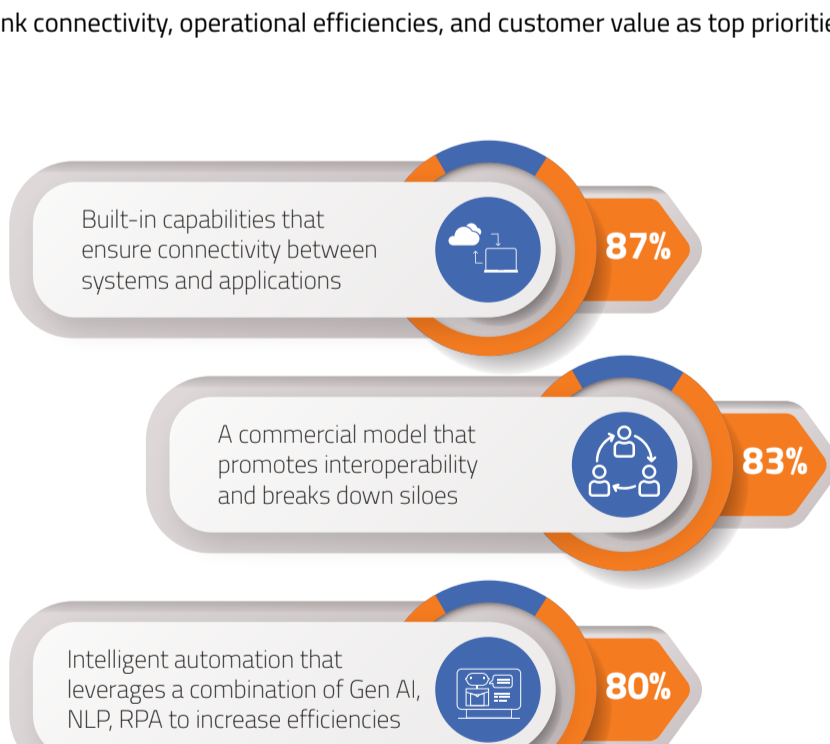 connectivity, operational efficiencies, and customer value as top
Built-in capabilities that
ensure connectivity between
systems and applications
87%
A commercial model that
promotes interoperability
and breaks down siloes
83%
Intelligent automation that
leverages a combination of Gen AI,
NLP, RPA to increase efficiencies
80%